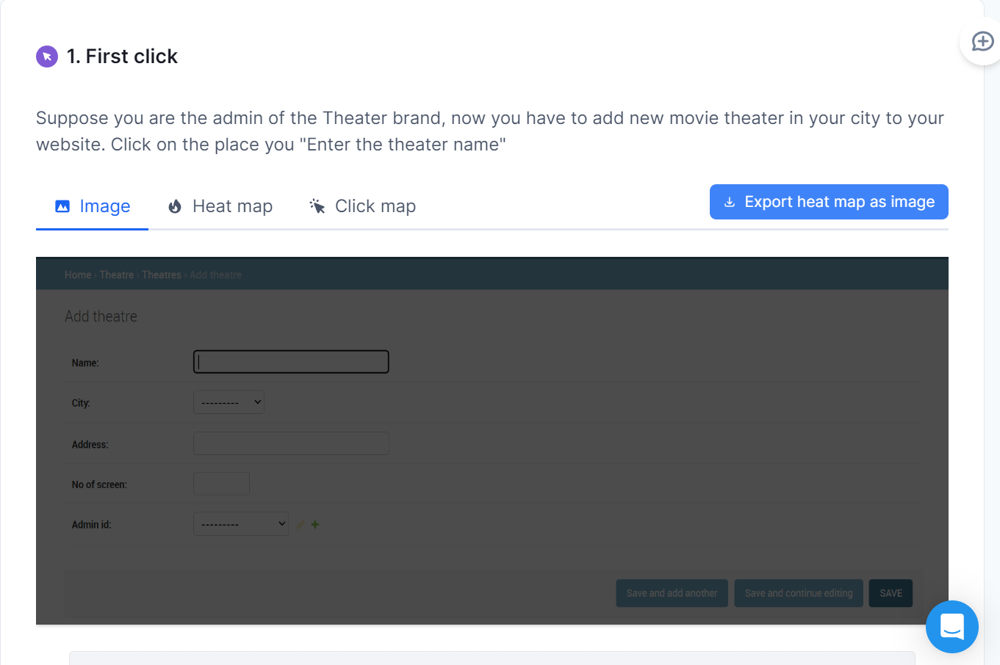 1. First click
Suppose you are the admin of the Theater brand, now you have to add new movie theater in your city to your
website. Click on the place you "Enter the theater name"
Image Heat map Click map Export heat map as image
Home › Theatre › Theatres › Add theatre
Add theatre
Name:
City: ---------
Address:
No of screen:
Admin id: ---------
Save and add another Save and continue editing SAVE